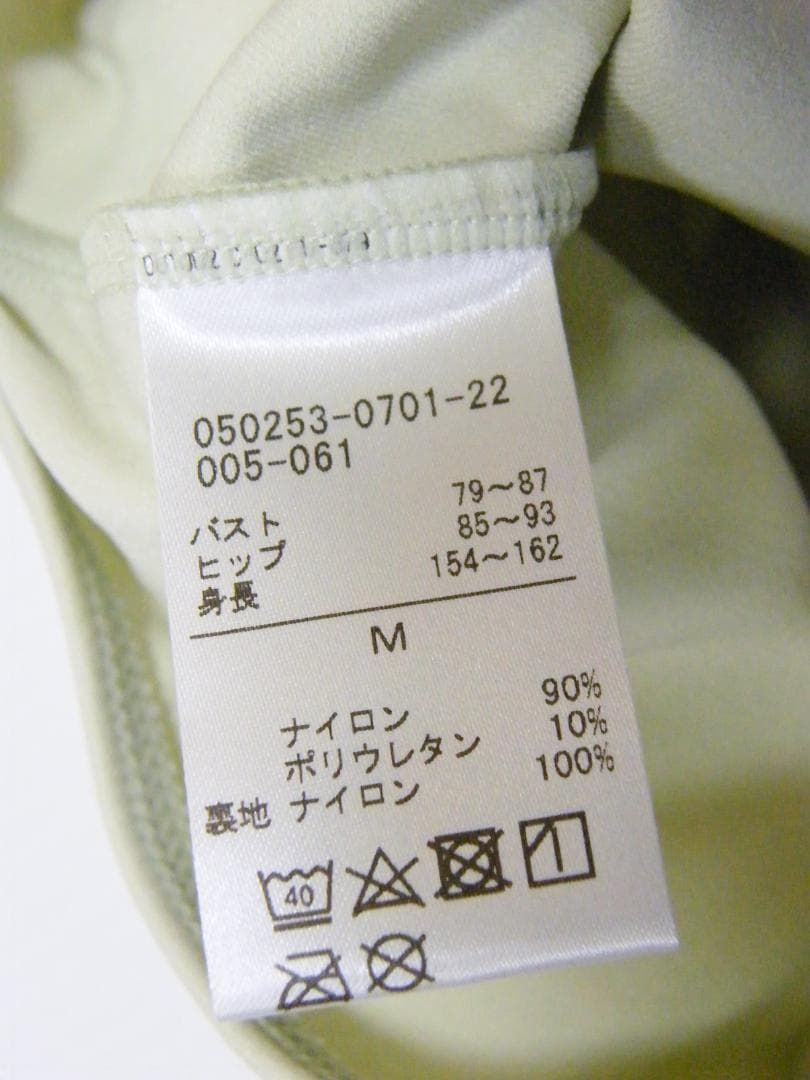 050253-0701-22
005-061
バスト 79〜87
ヒップ 85〜93
身長 154〜162
M
ナイロン 90%
ポリウレタン 10%
裏地 ナイロン 100%
40